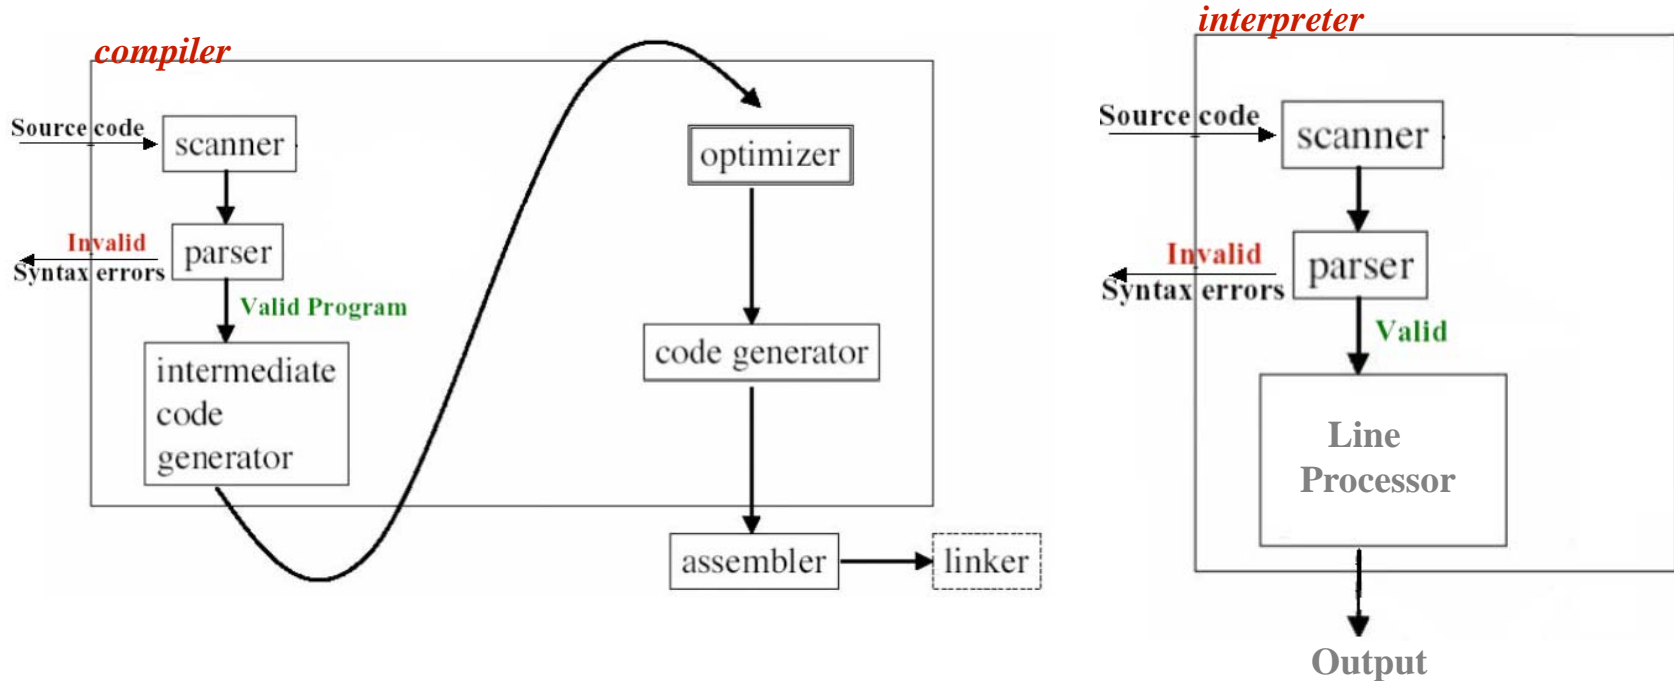 compiler
Source code
scanner
Invalid
Syntax errors
parser
Valid Program
intermediate
code
generator
optimizer
code generator
assembler
linker
interpreter
Source code
scanner
Invalid
Syntax errors
parser
Valid
Line
Processor
Output